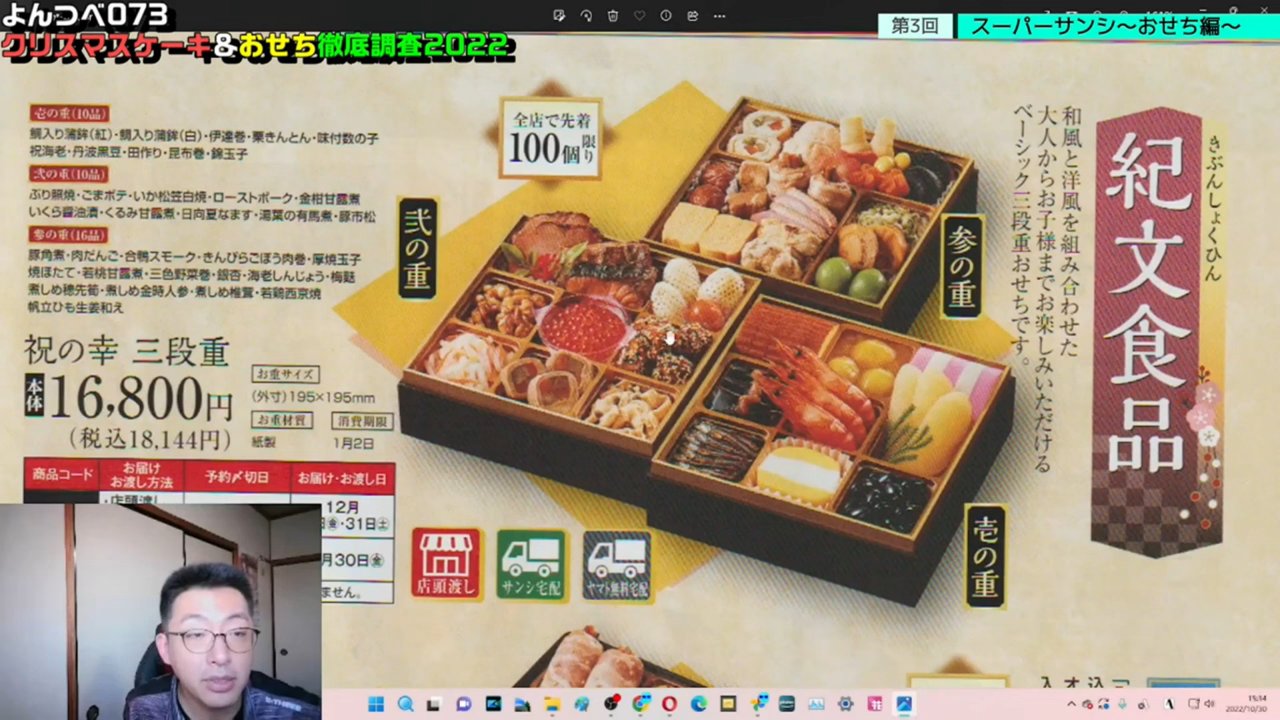 よんつべ073
クリスマスケーキ&おせち徹底調査2022
第3回
スーパーサンシ～おせち編～
壱の重(10品)
鯛入り蒲鉾(紅)・鯛入り蒲鉾(白)・伊達巻・栗きんとん・味付数の子
祝海老・丹波黒豆・田作り・昆布巻・錦玉子
弐の重(10品)
ぶり照焼・ごまポテ・いか松笠白焼・ローストポーク・金柑甘露煮
いくら醤油漬・くるみ甘露煮・日向夏なます・湯葉の有馬煮・豚市松
参の重(16品)
豚角煮・肉だんご・合鴨スモーク・きんぴらごぼう肉巻・厚焼玉子
焼ほたて・若桃甘露煮・三色野菜巻・銀杏・海老しんじょう・梅麩
煮しめ穂先筍・煮しめ金時人参・煮しめ椎茸・若鶏西京焼
帆立ひも生姜和え
祝の幸 三段重
本体16,800円
(税込18,144円)
お重サイズ
(外寸)195×195mm
お重材質
紙製
消費期限
1月2日
商品コード
お届け
お渡し方法
予約〆切日
お届け・お渡し日
・店頭渡し
12月
日㊎・31日㊏
月30日㊎
ません。
全店で先着
100個限り
弐の重
参の重
壱の重
店頭渡し
サンシ宅配
ヤマト無料宅配
和風と洋風を組み合わせた
大人からお子様までお楽しみいただける
ベーシック三段重おせちです。
きぶんしょくひん
紀文食品
15:14
2022/10/30